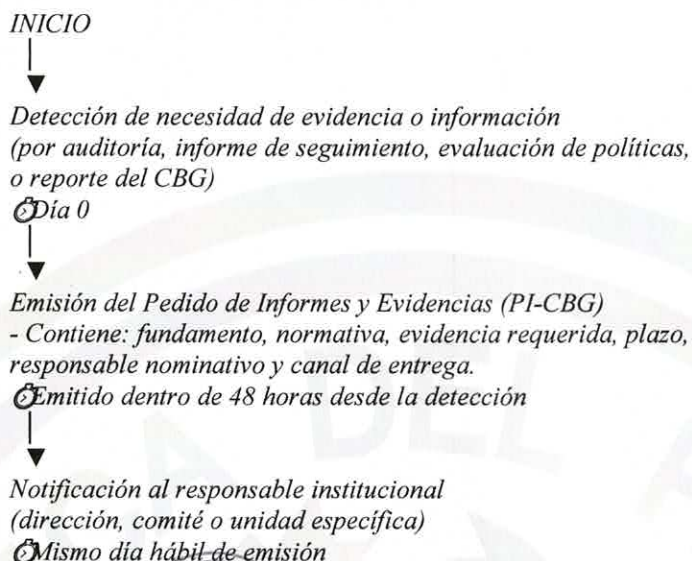 INICIO
Detección de necesidad de evidencia o información
(por auditoría, informe de seguimiento, evaluación de políticas,
o reporte del CBG)
Día 0
Emisión del Pedido de Informes y Evidencias (PI-CBG)
- Contiene: fundamento, normativa, evidencia requerida, plazo,
responsable nominativo y canal de entrega.
Emitido dentro de 48 horas desde la detección
Notificación al responsable institucional
(dirección, comité o unidad específica)
Mismo día hábil de emisión
DEL